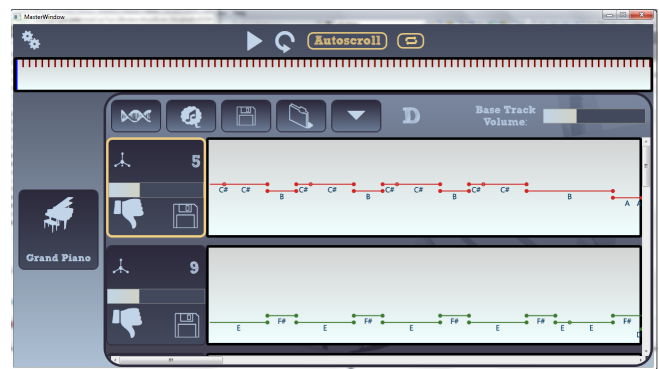 MasterWindow
Autoscroll
D
Base Track
Volume:
5
C# C# B C# C# B C# C# B C# C# B A A
Grand Piano
9
E F# E F# E F# E F# E E F#